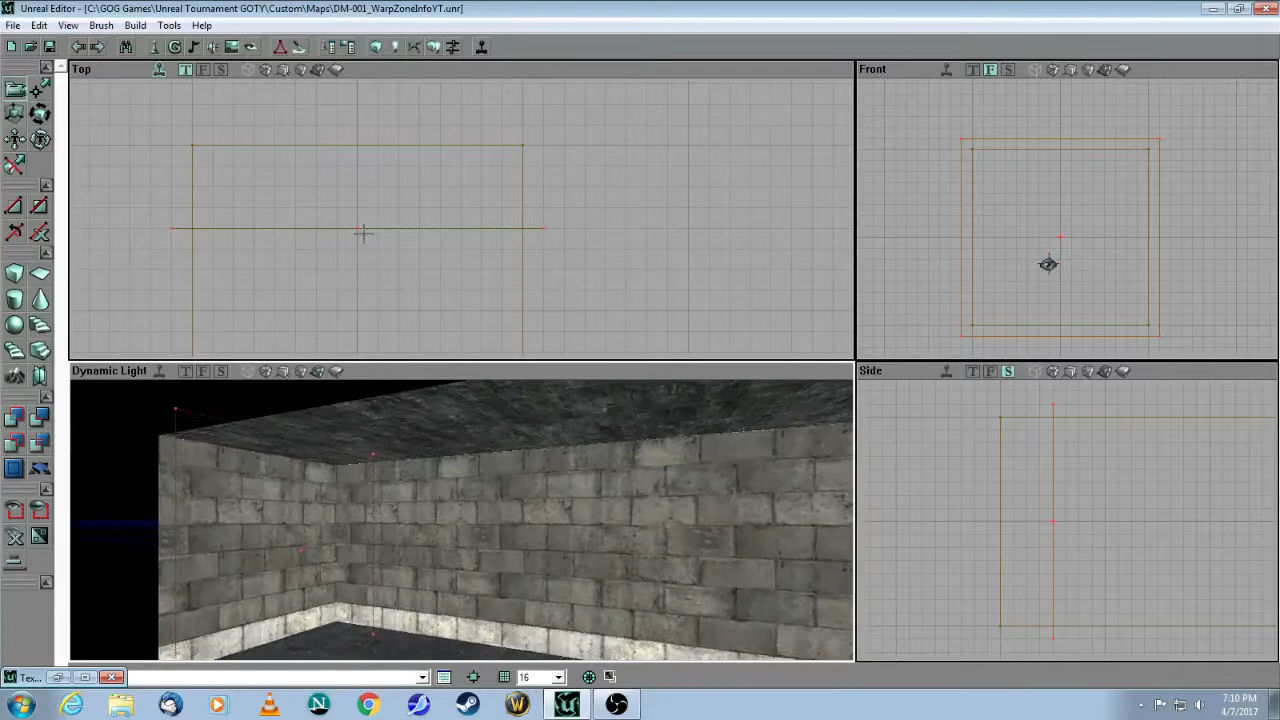 Unreal Editor - [C:\GOG Games\Unreal Tournament GOTY\Custom\Maps\DM-001_WarpZoneInfoYT.unr]
File Edit View Brush Build Tools Help
Top
T F S
Front
T F S
Dynamic Light
T F S
Side
T F S
Tex...
16
7:10 PM
4/7/2017